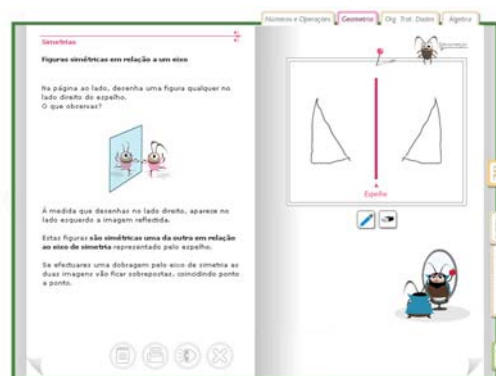 Números e Operações
Geometria
Org. Trat. Dados
Álgebra
Simetrias
Figuras simétricas em relação a um eixo
Na página ao lado, desenha uma figura qualquer no
lado direito do espelho.
O que observas?
À medida que desenhas no lado direito, aparece no
lado esquerdo a imagem reflectida.
Estas figuras são simétricas uma da outra em relação
ao eixo de simetria representado pelo espelho.
Se efectuares uma dobragem pelo eixo de simetria as
duas imagens vão ficar sobrepostas, coincidindo ponto
a ponto.
Espelho